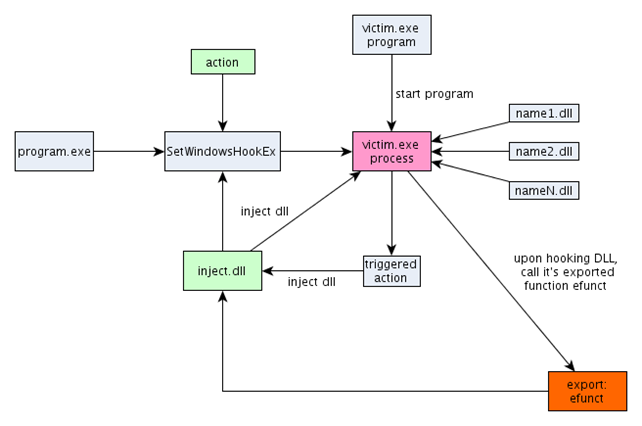 victim.exe
program
action
start program
name1.dll
program.exe
SetWindowsHookEx
victim.exe
process
name2.dll
nameN.dll
inject dll
inject.dll
triggered
action
inject dll
upon hooking DLL,
call it's exported
function efunct
export:
efunct